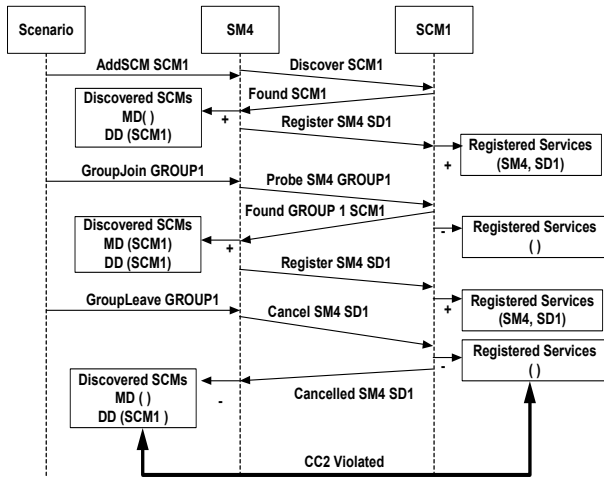 Scenario
SM4
SCM1
AddSCM SCM1
Discover SCM1
Found SCM1
Discovered SCMs
MD( )
DD (SCM1)
+
Register SM4 SD1
+
Registered Services
(SM4, SD1)
GroupJoin GROUP1
Probe SM4 GROUP1
Found GROUP 1 SCM1
Discovered SCMs
MD (SCM1)
DD (SCM1)
+
-
Registered Services
( )
Register SM4 SD1
+
Registered Services
(SM4, SD1)
GroupLeave GROUP1
Cancel SM4 SD1
-
Registered Services
( )
Discovered SCMs
MD ( )
DD (SCM1 )
-
Cancelled SM4 SD1
CC2 Violated